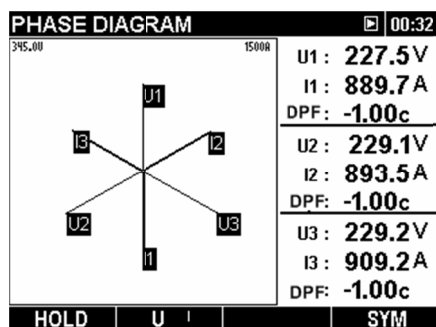 PHASE DIAGRAM 00:32
345.0U 1500A
U1
I3 I2
U2 U3
I1
U1 : 227.5V
I1 : 889.7A
DPF: -1.00c
U2 : 229.1V
I2 : 893.5A
DPF: -1.00c
U3 : 229.2V
I3 : 909.2A
DPF: -1.00c
HOLD U I SYM